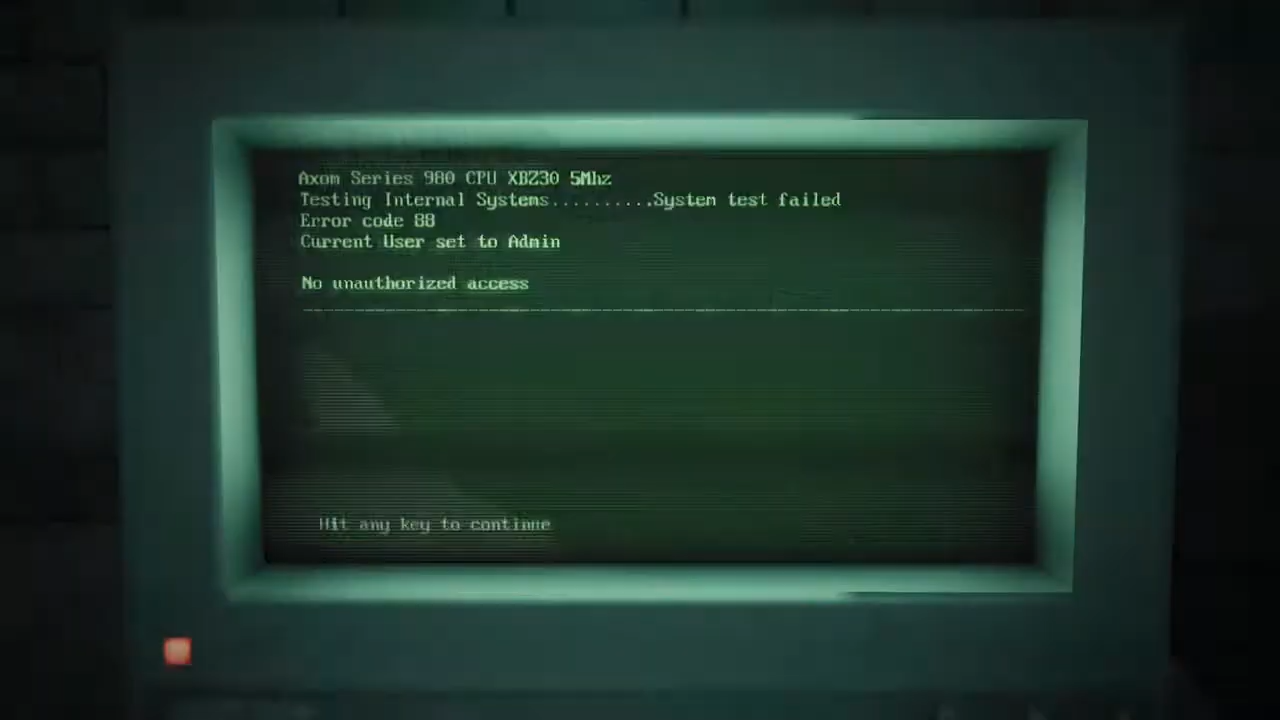 Axom Series 980 CPU XBZ30 5Mhz
Testing Internal Systems..........System test failed
Error code 88
Current User set to Admin
No unauthorized access
Hit any key to continue